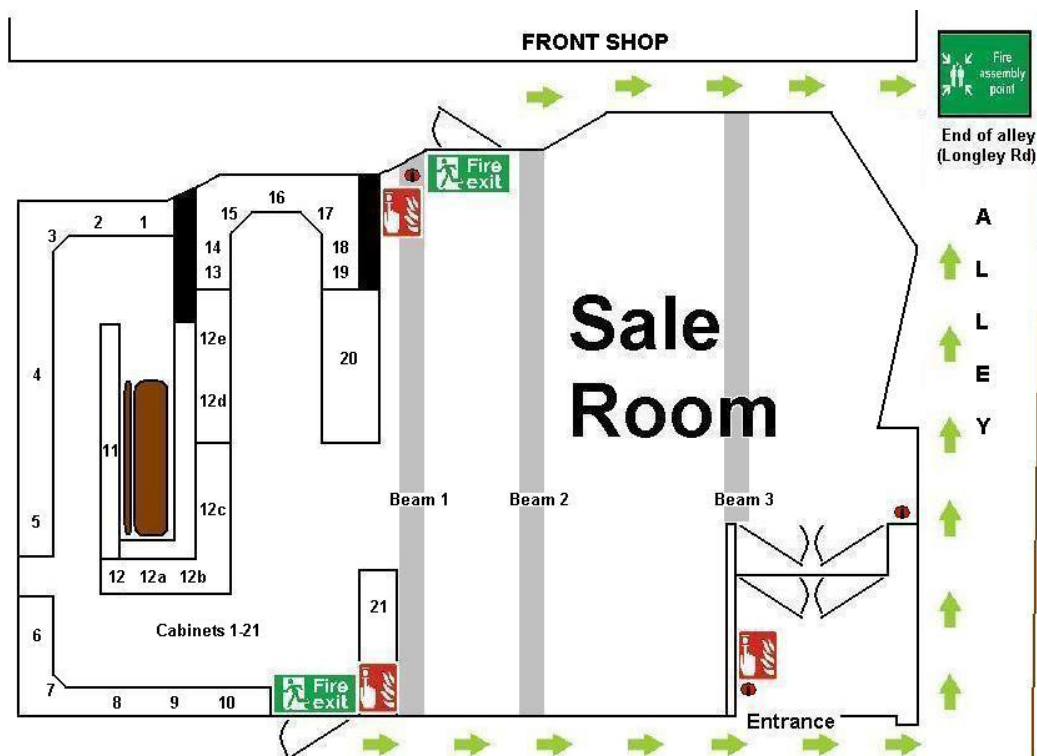 FRONT SHOP
Fire
assembly
point
End of alley
(Longley Rd)
Fire
exit
16
15
17
2
1
3
14
18
13
19
A
L
L
E
Y
Sale
Room
12e
20
4
12d
11
Beam 1
Beam 2
Beam 3
5
12c
12
12a
12b
21
6
Cabinets 1-21
7
8
9
10
Fire
exit
Entrance